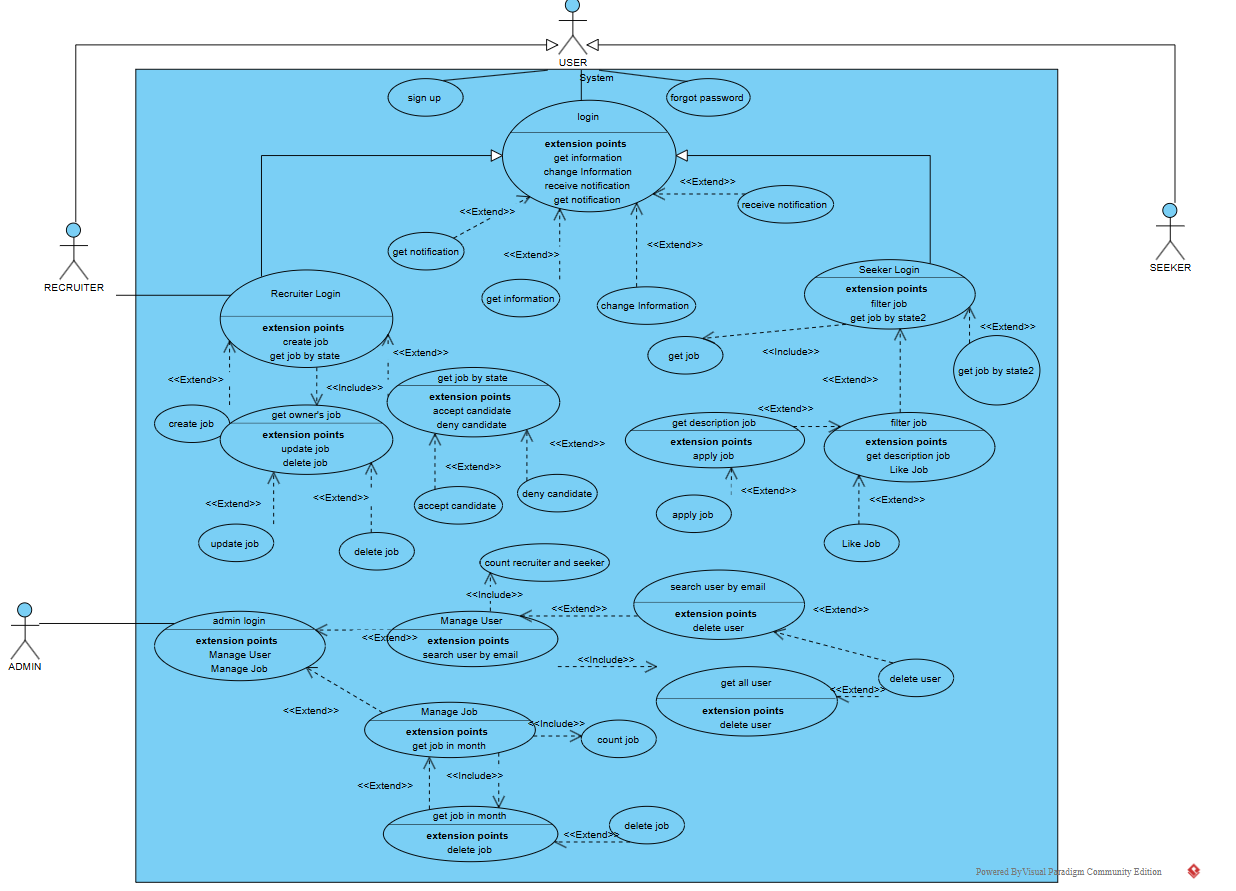 USER
System
sign up
forgot password
login
extension points
get information
change Information
receive notification
get notification
<<Extend>>
receive notification
<<Extend>>
get notification
<<Extend>>
get information
<<Extend>>
change Information
RECRUITER
SEEKER
Recruiter Login
extension points
create job
get job by state
Seeker Login
extension points
filter job
get job by state2
<<Extend>>
get job by state2
<<Include>>
get job
<<Extend>>
<<Extend>>
<<Include>>
<<Extend>>
create job
get owner's job
extension points
update job
delete job
get job by state
extension points
accept candidate
deny candidate
<<Extend>>
get description job
extension points
apply job
filter job
extension points
get description job
Like Job
<<Extend>>
<<Extend>>
<<Extend>>
<<Extend>>
<<Extend>>
<<Extend>>
accept candidate
deny candidate
apply job
Like Job
update job
delete job
count recruiter and seeker
<<Include>>
search user by email
extension points
delete user
<<Extend>>
<<Extend>>
ADMIN
admin login
extension points
Manage User
Manage Job
<<Extend>>
Manage User
extension points
search user by email
<<Include>>
delete user
<<Extend>>
get all user
extension points
delete user
<<Extend>>
Manage Job
extension points
get job in month
<<Include>>
count job
<<Extend>>
<<Include>>
get job in month
extension points
delete job
<<Extend>>
delete job
Powered By Visual Paradigm Community Edition